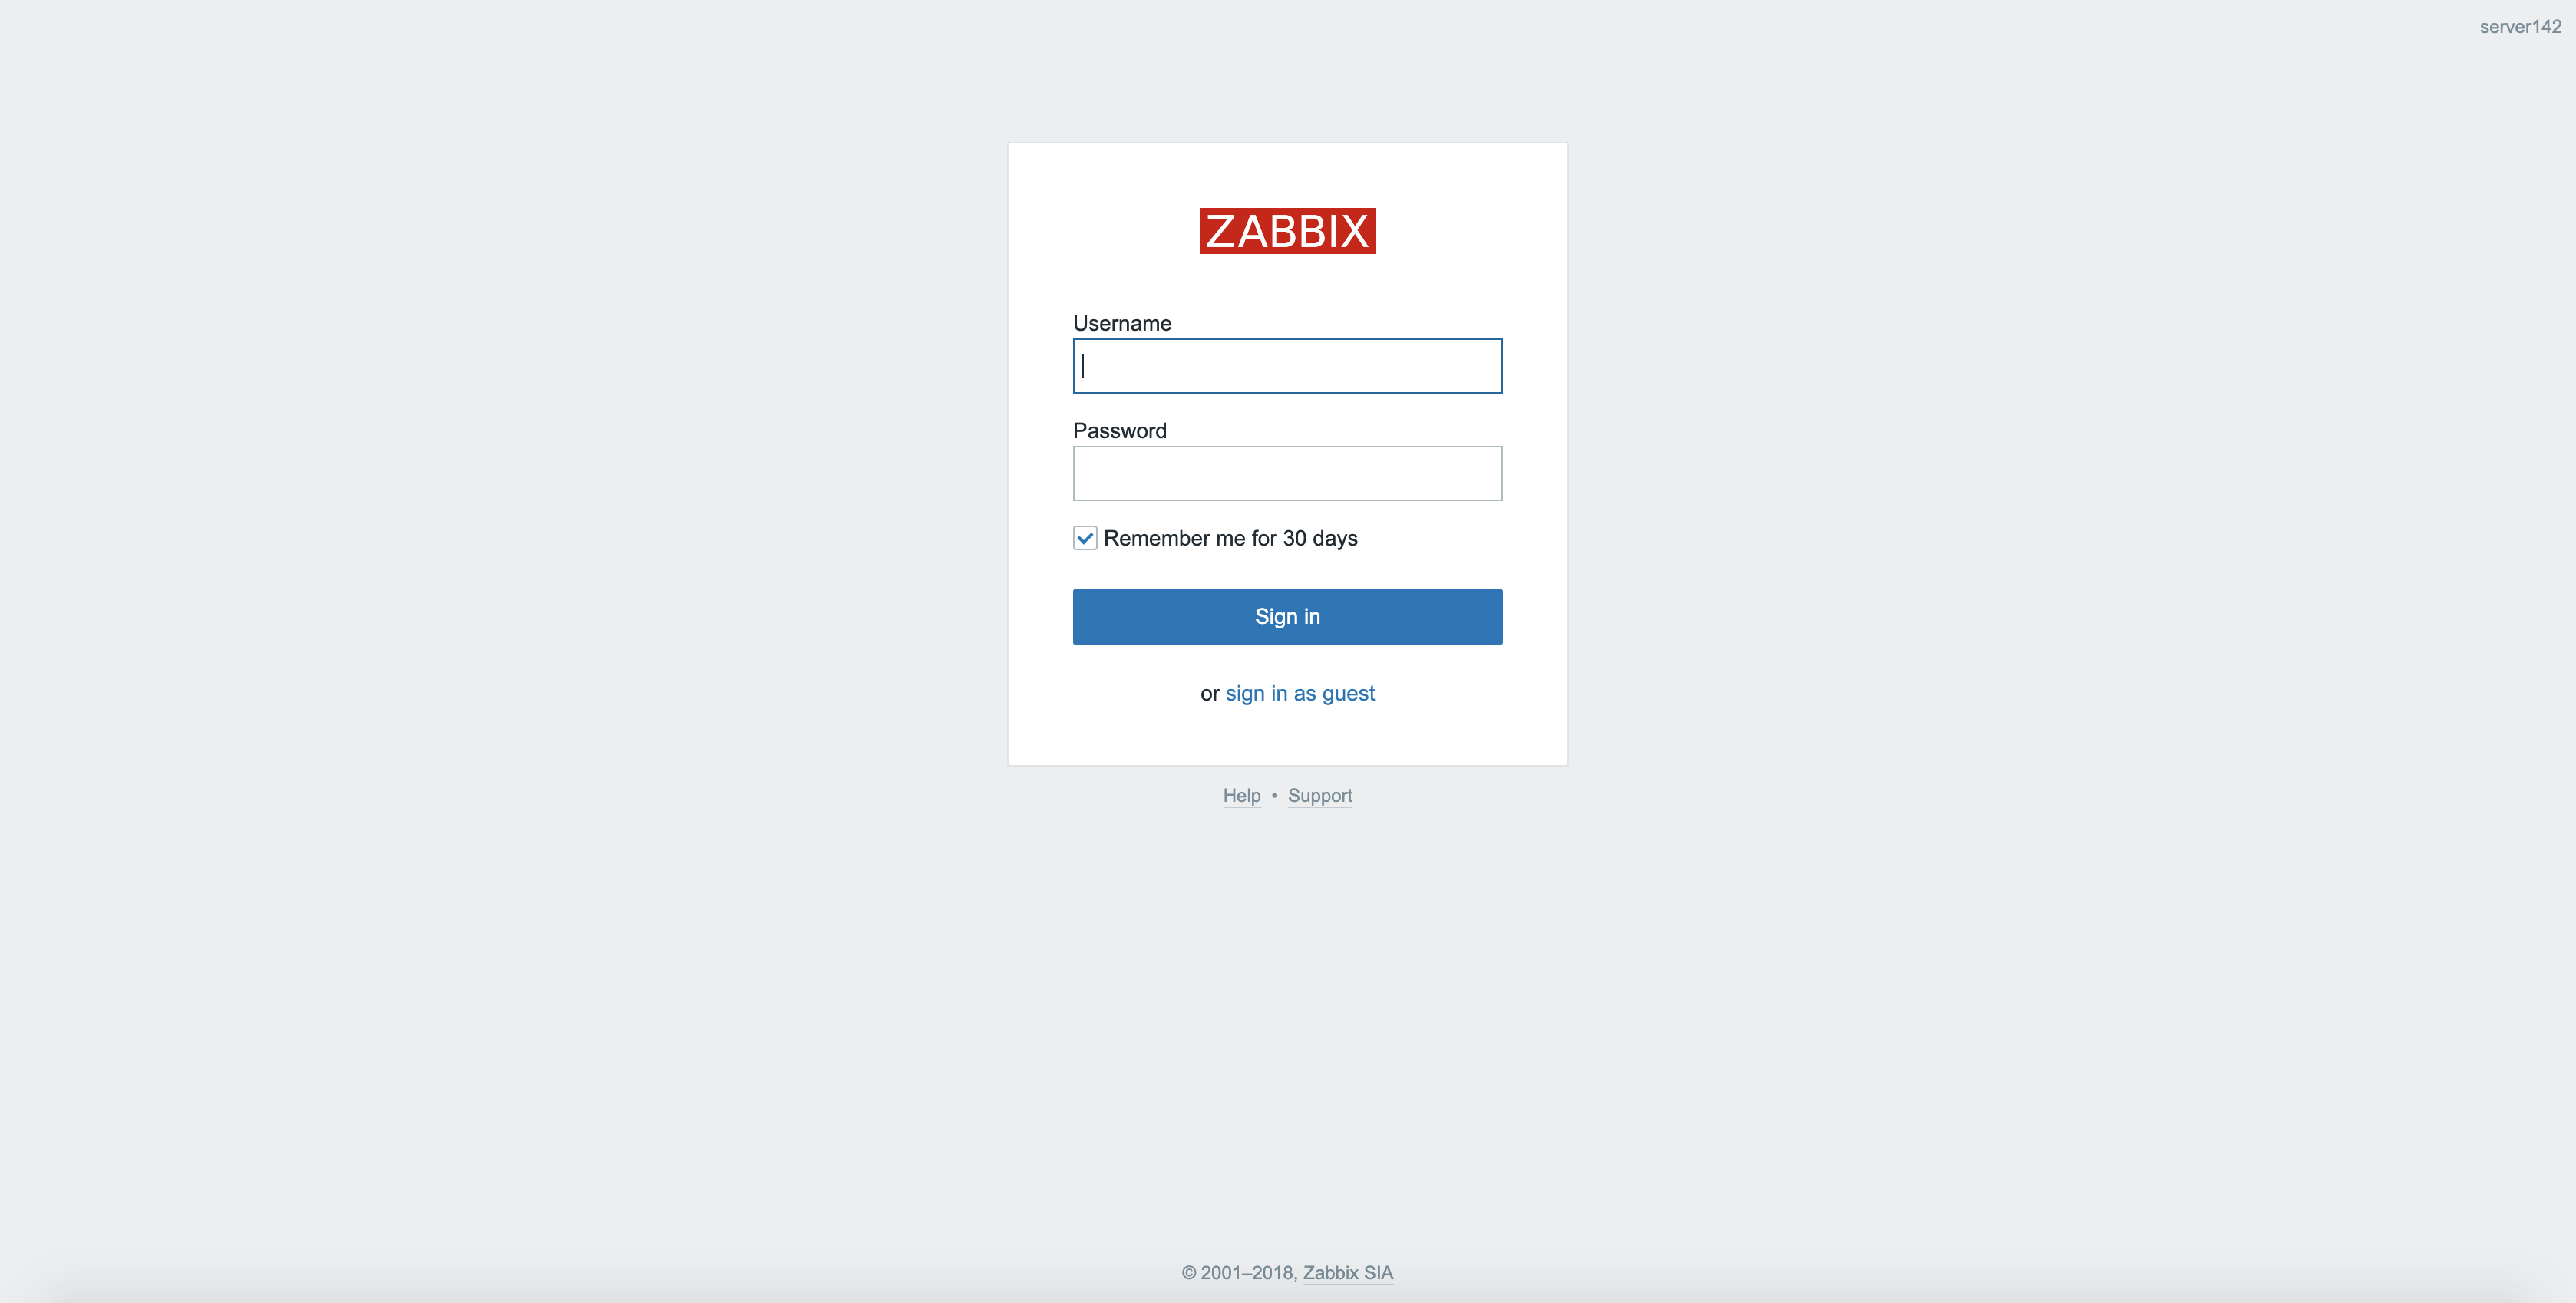 server142
ZABBIX
Username
Password
Remember me for 30 days
Sign in
or sign in as guest
Help • Support
© 2001–2018, Zabbix SIA